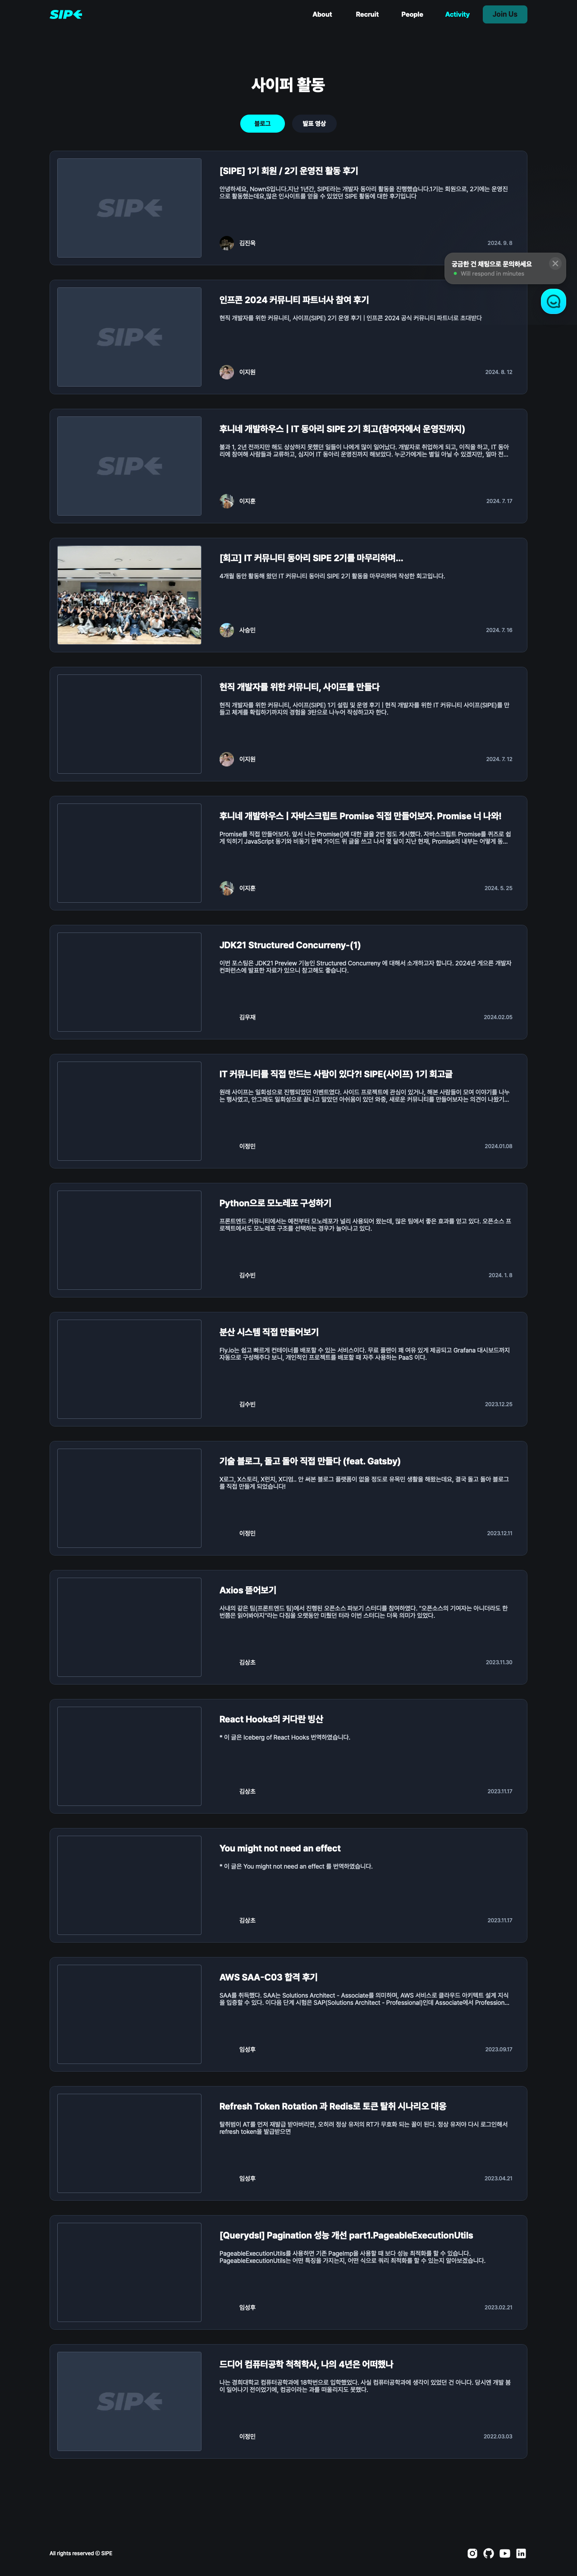 SIPE
About
Recruit
People
Activity
Join Us
사이퍼 활동
블로그
발표 영상
SIPE
[SIPE] 1기 회원 / 2기 운영진 활동 후기
안녕하세요, NownS입니다.지난 1년간, SIPE라는 개발자 동아리 활동을 진행했습니다.1기는 회원으로, 2기에는 운영진
으로 활동했는데요,많은 인사이트를 얻을 수 있었던 SIPE 활동에 대한 후기입니다
김진욱
2024. 9. 8
궁금한 건 채팅으로 문의하세요
Will respond in minutes
SIPE
인프콘 2024 커뮤니티 파트너사 참여 후기
현직 개발자를 위한 커뮤니티, 사이프(SIPE) 2기 운영 후기 | 인프콘 2024 공식 커뮤니티 파트너로 초대받다
이지원
2024. 8. 12
SIPE
후니네 개발하우스 | IT 동아리 SIPE 2기 회고(참여자에서 운영진까지)
불과 1, 2년 전까지만 해도 상상하지 못했던 일들이 나에게 많이 일어났다. 개발자로 취업하게 되고, 이직을 하고, IT 동아
리에 참여해 사람들과 교류하고, 심지어 IT 동아리 운영진까지 해보았다. 누군가에게는 별일 아닐 수 있겠지만, 얼마 전...
이지훈
2024. 7. 17
[회고] IT 커뮤니티 동아리 SIPE 2기를 마무리하며...
4개월 동안 활동해 왔던 IT 커뮤니티 동아리 SIPE 2기 활동을 마무리하며 작성한 회고입니다.
사승민
2024. 7. 16
현직 개발자를 위한 커뮤니티, 사이프를 만들다
현직 개발자를 위한 커뮤니티, 사이프(SIPE) 1기 설립 및 운영 후기 | 현직 개발자를 위한 IT 커뮤니티 사이프(SIPE)를 만
들고 체계를 확립하기까지의 경험을 3탄으로 나누어 작성하고자 한다.
이지원
2024. 7. 12
후니네 개발하우스 | 자바스크립트 Promise 직접 만들어보자. Promise 너 나와!
Promise를 직접 만들어보자. 앞서 나는 Promise()에 대한 글을 2번 정도 게시했다. 자바스크립트 Promise를 퀴즈로 쉽
게 익히기 JavaScript 동기와 비동기 완벽 가이드 위 글을 쓰고 나서 몇 달이 지난 현재, Promise의 내부는 어떻게 동...
이지훈
2024. 5. 25
JDK21 Structured Concurreny-(1)
이번 포스팅은 JDK21 Preview 기능인 Structured Concurreny 에 대해서 소개하고자 합니다. 2024년 게으른 개발자
컨퍼런스에 발표한 자료가 있으니 참고해도 좋습니다.
김우재
2024.02.05
IT 커뮤니티를 직접 만드는 사람이 있다?! SIPE(사이프) 1기 회고글
원래 사이프는 일회성으로 진행되었던 이벤트였다. 사이드 프로젝트에 관심이 있거나, 해본 사람들이 모여 이야기를 나누
는 행사였고, 안그래도 일회성으로 끝나고 말았던 아쉬움이 있던 와중, 새로운 커뮤니티를 만들어보자는 의견이 나왔기...
이정민
2024.01.08
Python으로 모노레포 구성하기
프론트엔드 커뮤니티에서는 예전부터 모노레포가 널리 사용되어 왔는데, 많은 팀에서 좋은 효과를 얻고 있다. 오픈소스 프
로젝트에서도 모노레포 구조를 선택하는 경우가 늘어나고 있다.
김수빈
2024. 1. 8
분산 시스템 직접 만들어보기
Fly.io는 쉽고 빠르게 컨테이너를 배포할 수 있는 서비스이다. 무료 플랜이 꽤 여유 있게 제공되고 Grafana 대시보드까지
자동으로 구성해주다 보니, 개인적인 프로젝트를 배포할 때 자주 사용하는 PaaS 이다.
김수빈
2023.12.25
기술 블로그, 돌고 돌아 직접 만들다 (feat. Gatsby)
X로그, X스토리, X먼지, X디엄.. 안 써본 블로그 플랫폼이 없을 정도로 유목민 생활을 해왔는데요, 결국 돌고 돌아 블로그
를 직접 만들게 되었습니다!
이정민
2023.12.11
Axios 뜯어보기
사내의 같은 팀(프론트엔드 팀)에서 진행된 오픈소스 파보기 스터디를 참여하였다. "오픈소스의 기여자는 아니더라도 한
번쯤은 읽어봐야지"라는 다짐을 오랫동안 미뤘던 터라 이번 스터디는 더욱 의미가 있었다.
김상초
2023.11.30
React Hooks의 커다란 빙산
* 이 글은 Iceberg of React Hooks 번역하였습니다.
김상초
2023.11.17
You might not need an effect
* 이 글은 You might not need an effect 를 번역하였습니다.
김상초
2023.11.17
AWS SAA-C03 합격 후기
SAA를 취득했다. SAA는 Solutions Architect - Associate를 의미하며, AWS 서비스로 클라우드 아키텍트 설계 지식
을 입증할 수 있다. 이다음 단계 시험은 SAP(Solutions Architect - Professional)인데 Associate에서 Profession...
임성후
2023.09.17
Refresh Token Rotation 과 Redis로 토큰 탈취 시나리오 대응
탈취범이 AT를 먼저 재발급 받아버리면, 오히려 정상 유저의 RT가 무효화 되는 꼴이 된다. 정상 유저야 다시 로그인해서
refresh token을 발급받으면
임성후
2023.04.21
[Querydsl] Pagination 성능 개선 part1.PageableExecutionUtils
PageableExecutionUtils를 사용하면 기존 PageImp을 사용할 때 보다 성능 최적화를 할 수 있습니다.
PageableExecutionUtils는 어떤 특징을 가지는지, 어떤 식으로 쿼리 최적화를 할 수 있는지 알아보겠습니다.
임성후
2023.02.21
SIPE
드디어 컴퓨터공학 척척학사, 나의 4년은 어떠했나
나는 경희대학교 컴퓨터공학과에 18학번으로 입학했었다. 사실 컴퓨터공학과에 생각이 있었던 건 아니다. 당시엔 개발 붐
이 일어나기 전이었기에, 컴공이라는 과를 떠올리지도 못했다.
이정민
2022.03.03
All rights reserved ⓒ SIPE